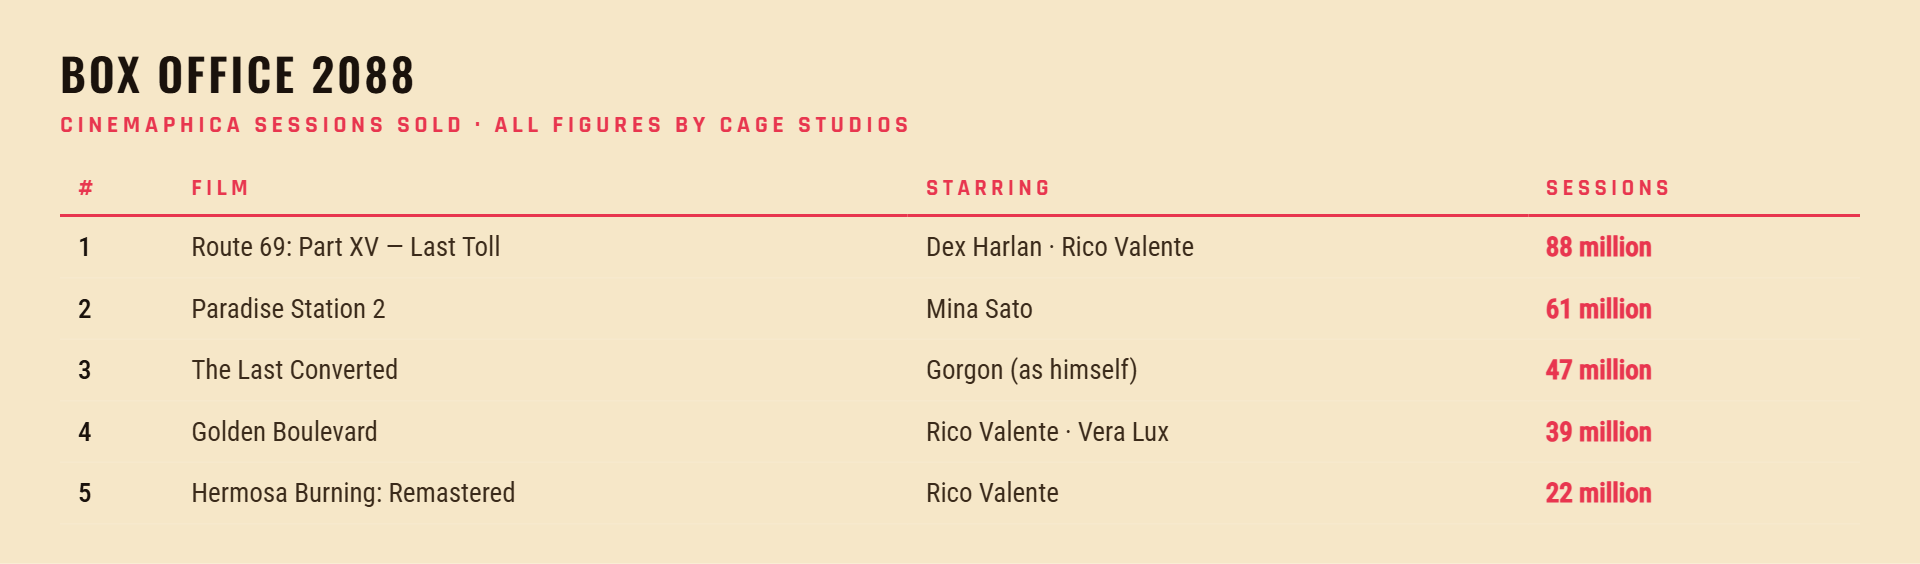 BOX OFFICE 2088
CINEMAPHICA SESSIONS SOLD · ALL FIGURES BY CAGE STUDIOS
# FILM STARRING SESSIONS
1 Route 69: Part XV — Last Toll Dex Harlan · Rico Valente 88 million
2 Paradise Station 2 Mina Sato 61 million
3 The Last Converted Gorgon (as himself) 47 million
4 Golden Boulevard Rico Valente · Vera Lux 39 million
5 Hermosa Burning: Remastered Rico Valente 22 million